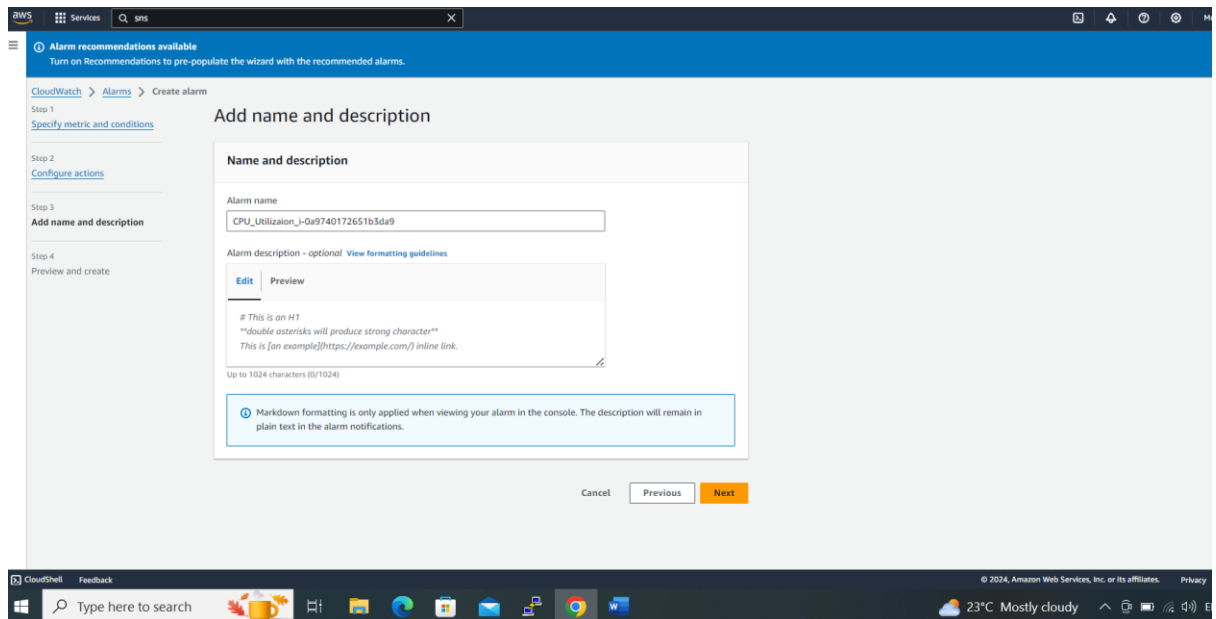 aws
Services
sns
Alarm recommendations available
Turn on Recommendations to pre-populate the wizard with the recommended alarms.
CloudWatch > Alarms > Create alarm
Step 1
Specify metric and conditions
Step 2
Configure actions
Step 3
Add name and description
Step 4
Preview and create
Add name and description
Name and description
Alarm name
CPU_Utilizaion_i-0a9740172651b3da9
Alarm description - optional View formatting guidelines
Edit
Preview
# This is an H1
**double asterisks will produce strong character**
This is [an example](https://example.com/) inline link.
Up to 1024 characters (0/1024)
Markdown formatting is only applied when viewing your alarm in the console. The description will remain in
plain text in the alarm notifications.
Cancel
Previous
Next
CloudShell
Feedback
© 2024, Amazon Web Services, Inc. or its affiliates.
Privacy
Type here to search
23°C Mostly cloudy